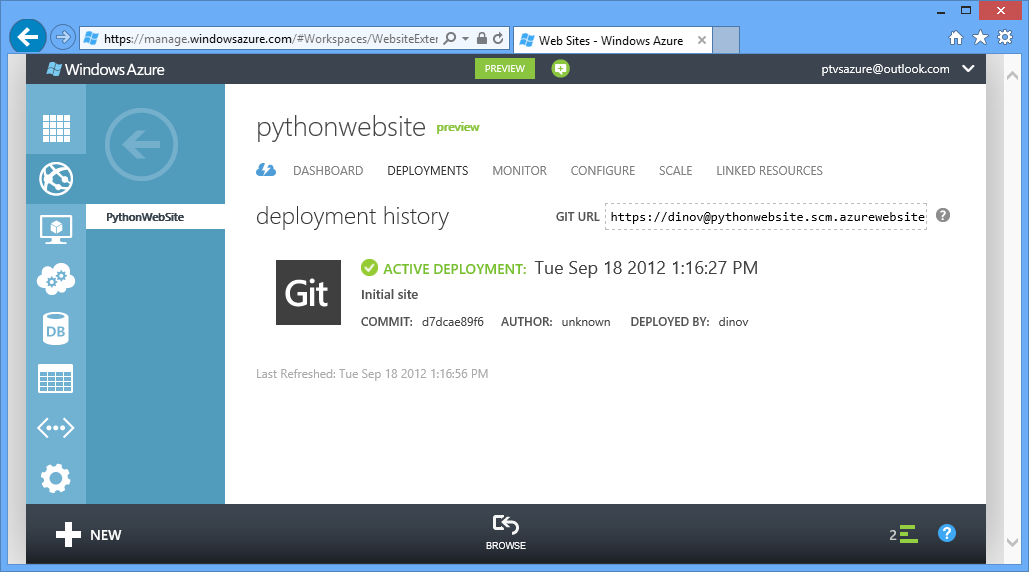 https://manage.windowsazure.com/#Workspaces/WebsiteExter
Web Sites - Windows Azure
Windows Azure
PREVIEW
ptvsazure@outlook.com
pythonwebsite preview
DASHBOARD DEPLOYMENTS MONITOR CONFIGURE SCALE LINKED RESOURCES
PythonWebSite
deployment history
GIT URL https://dinov@pythonwebsite.scm.azurewebsite
?
Git
ACTIVE DEPLOYMENT: Tue Sep 18 2012 1:16:27 PM
Initial site
COMMIT: d7dcae89f6 AUTHOR: unknown DEPLOYED BY: dinov
DB
Last Refreshed: Tue Sep 18 2012 1:16:56 PM
NEW
BROWSE
2
?